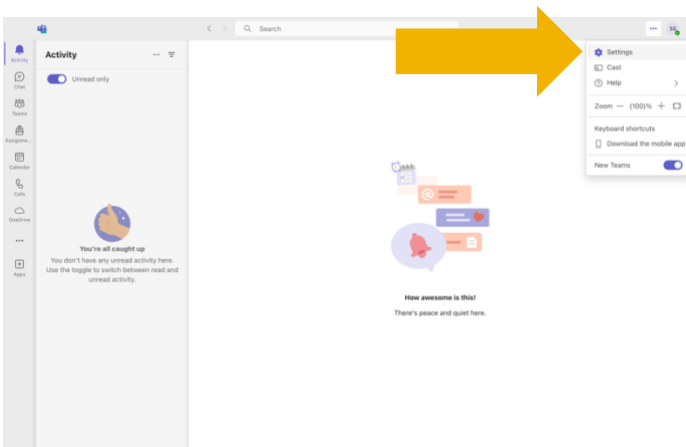 Search
SG
Activity
Unread only
Activity
Chat
Teams
Assignme...
Calendar
Calls
OneDrive
Apps
You're all caught up
You don't have any unread activity here.
Use the toggle to switch between read and
unread activity.
How awesome is this!
There's peace and quiet here.
Settings
Cast
Help
Zoom — (100)% +
Keyboard shortcuts
Download the mobile app
New Teams